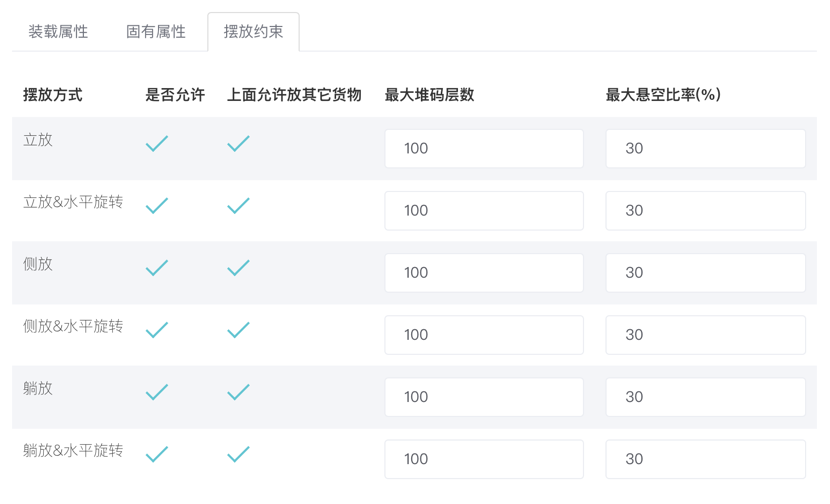 装载属性 固有属性 摆放约束
摆放方式 是否允许 上面允许放其它货物 最大堆码层数 最大悬空比率(%)
立放 100 30
立放&水平旋转 100 30
侧放 100 30
侧放&水平旋转 100 30
躺放 100 30
躺放&水平旋转 100 30